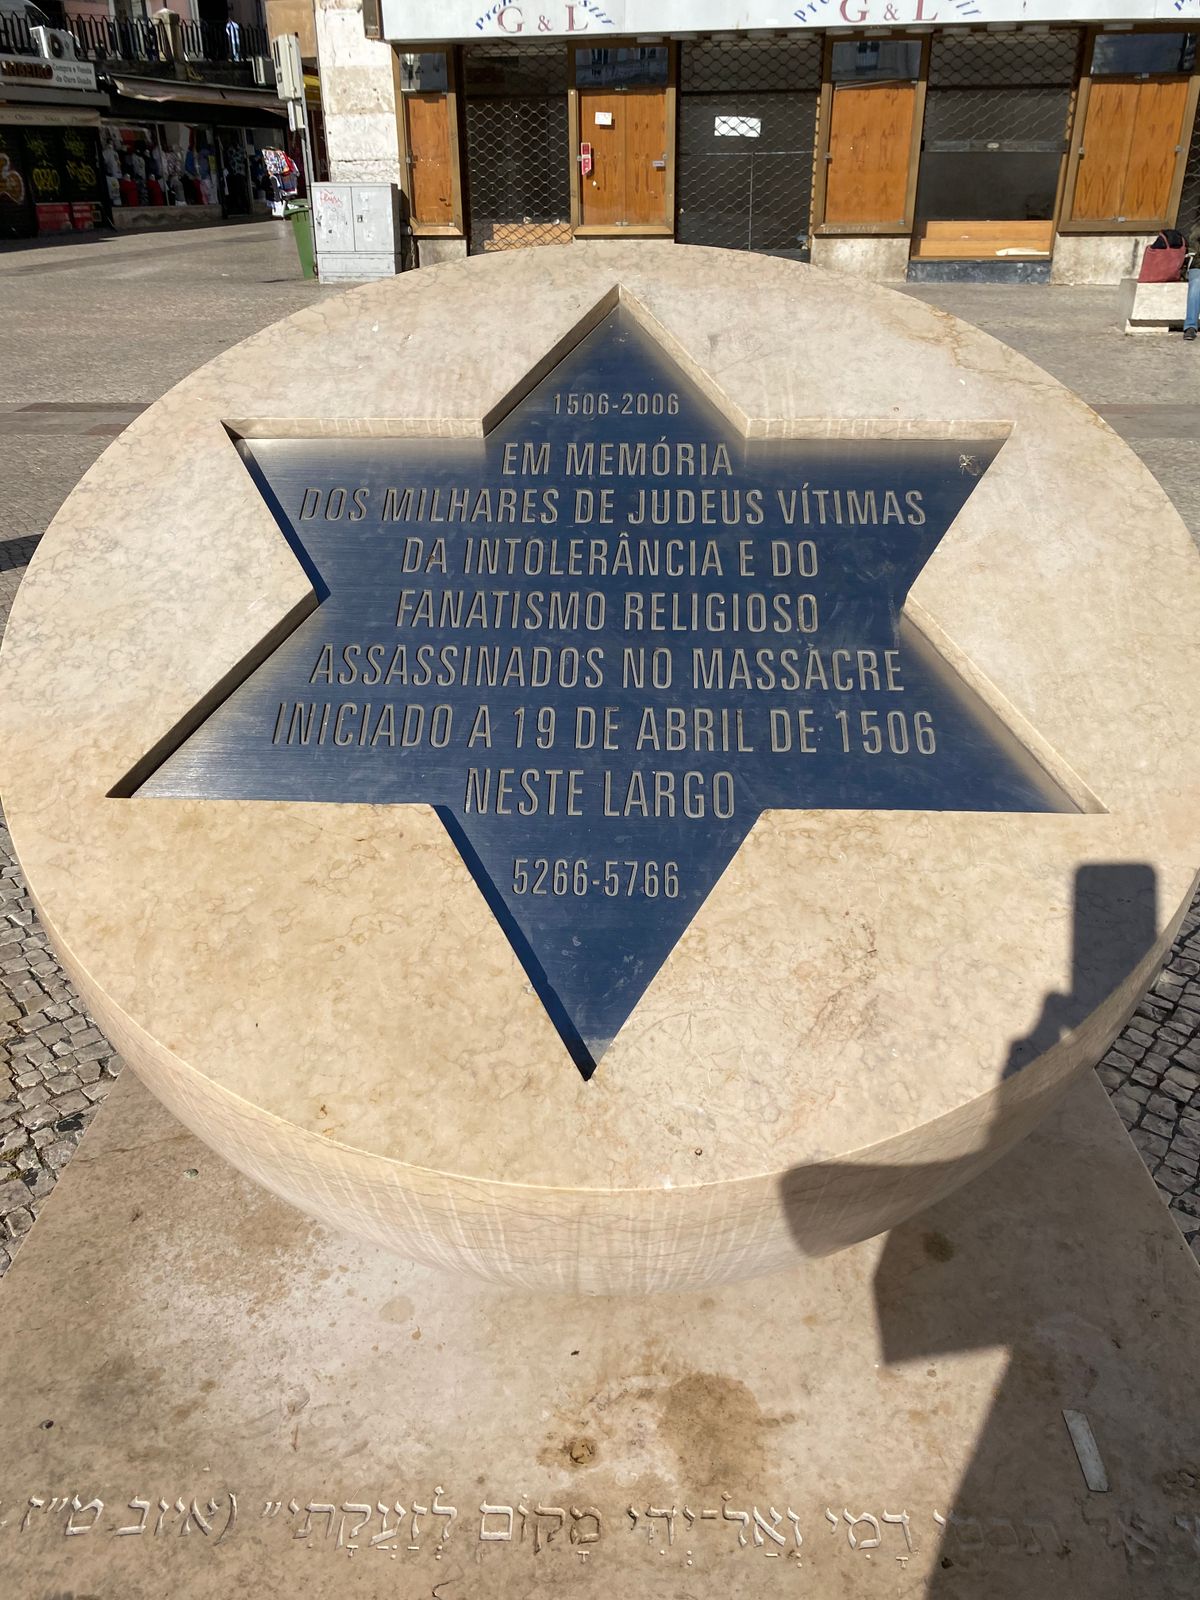 G & L
G & L
1506-2006
EM MEMÓRIA
DOS MILHARES DE JUDEUS VÍTIMAS
DA INTOLERÂNCIA E DO
FANATISMO RELIGIOSO
ASSASSINADOS NO MASSACRE
INICIADO A 19 DE ABRIL DE 1506
NESTE LARGO
5266-5766
דָמִי וְאַל־יְהִי מָקוֹם לְזַעֲקָתִי" (איוב ט"ז